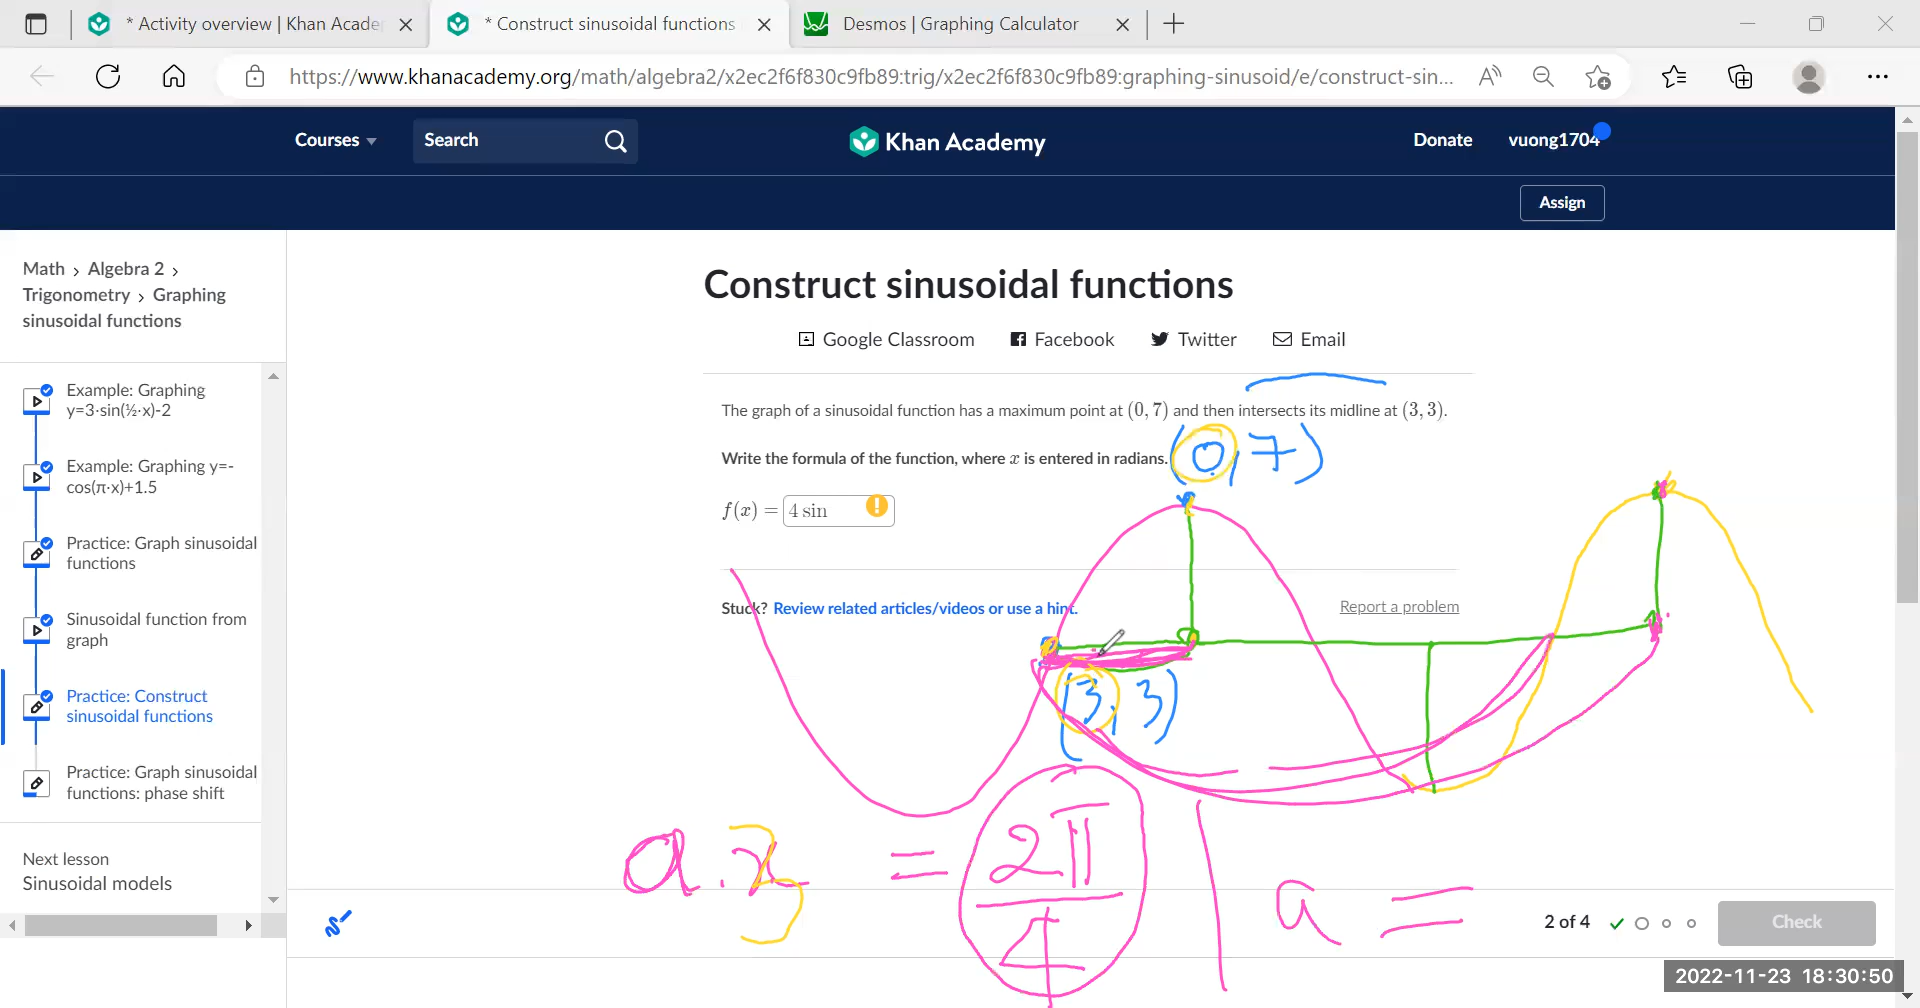 * Activity overview | Khan Acade
* Construct sinusoidal functions
Desmos | Graphing Calculator
https://www.khanacademy.org/math/algebra2/x2ec2f6f830c9fb89:trig/x2ec2f6f830c9fb89:graphing-sinusoid/e/construct-sin...
Courses
Search
Khan Academy
Donate
vuong1704
Assign
Math › Algebra 2 ›
Trigonometry › Graphing
sinusoidal functions
Example: Graphing
y=3·sin(½·x)-2
Example: Graphing y=-
cos(π·x)+1.5
Practice: Graph sinusoidal
functions
Sinusoidal function from
graph
Practice: Construct
sinusoidal functions
Practice: Graph sinusoidal
functions: phase shift
Next lesson
Sinusoidal models
Construct sinusoidal functions
Google Classroom
Facebook
Twitter
Email
The graph of a sinusoidal function has a maximum point at (0, 7) and then intersects its midline at (3, 3).
Write the formula of the function, where x is entered in radians.
(0, 7)
f(x) = 4 sin
Stuck? Review related articles/videos or use a hint.
Report a problem
(3, 3)
a.
3
= 2π
4
a =
2 of 4
Check
2022-11-23 18:30:50